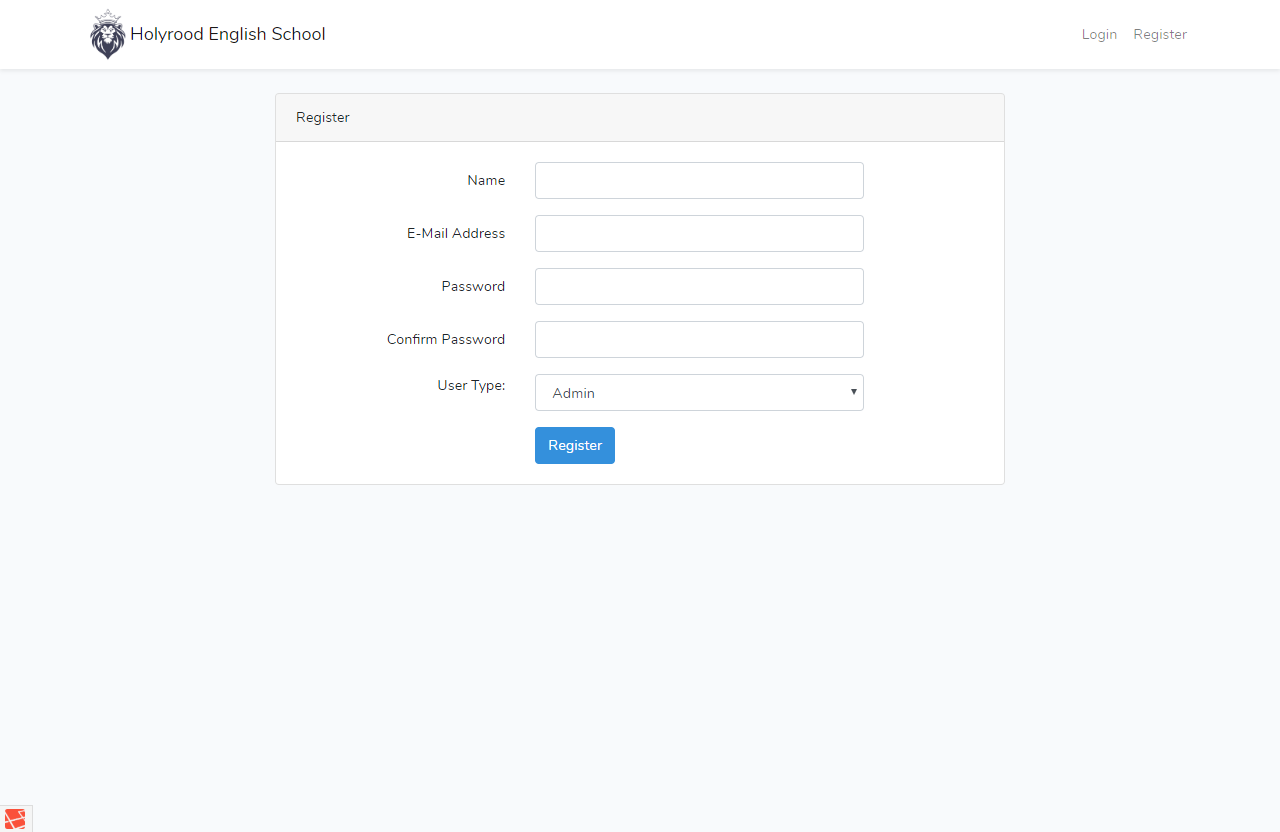 Holyrood English School
Login Register
Register
Name
E-Mail Address
Password
Confirm Password
User Type: Admin
Register